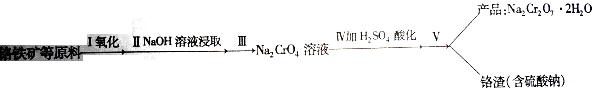 产品:Na₂Cr₂O₇·2H₂O
铬铁矿等原料 Ⅰ氧化 Ⅱ NaOH 溶液浸取 Ⅲ Na₂CrO₄ 溶液 Ⅳ加 H₂SO₄ 酸化 Ⅴ
铬渣(含硫酸钠)